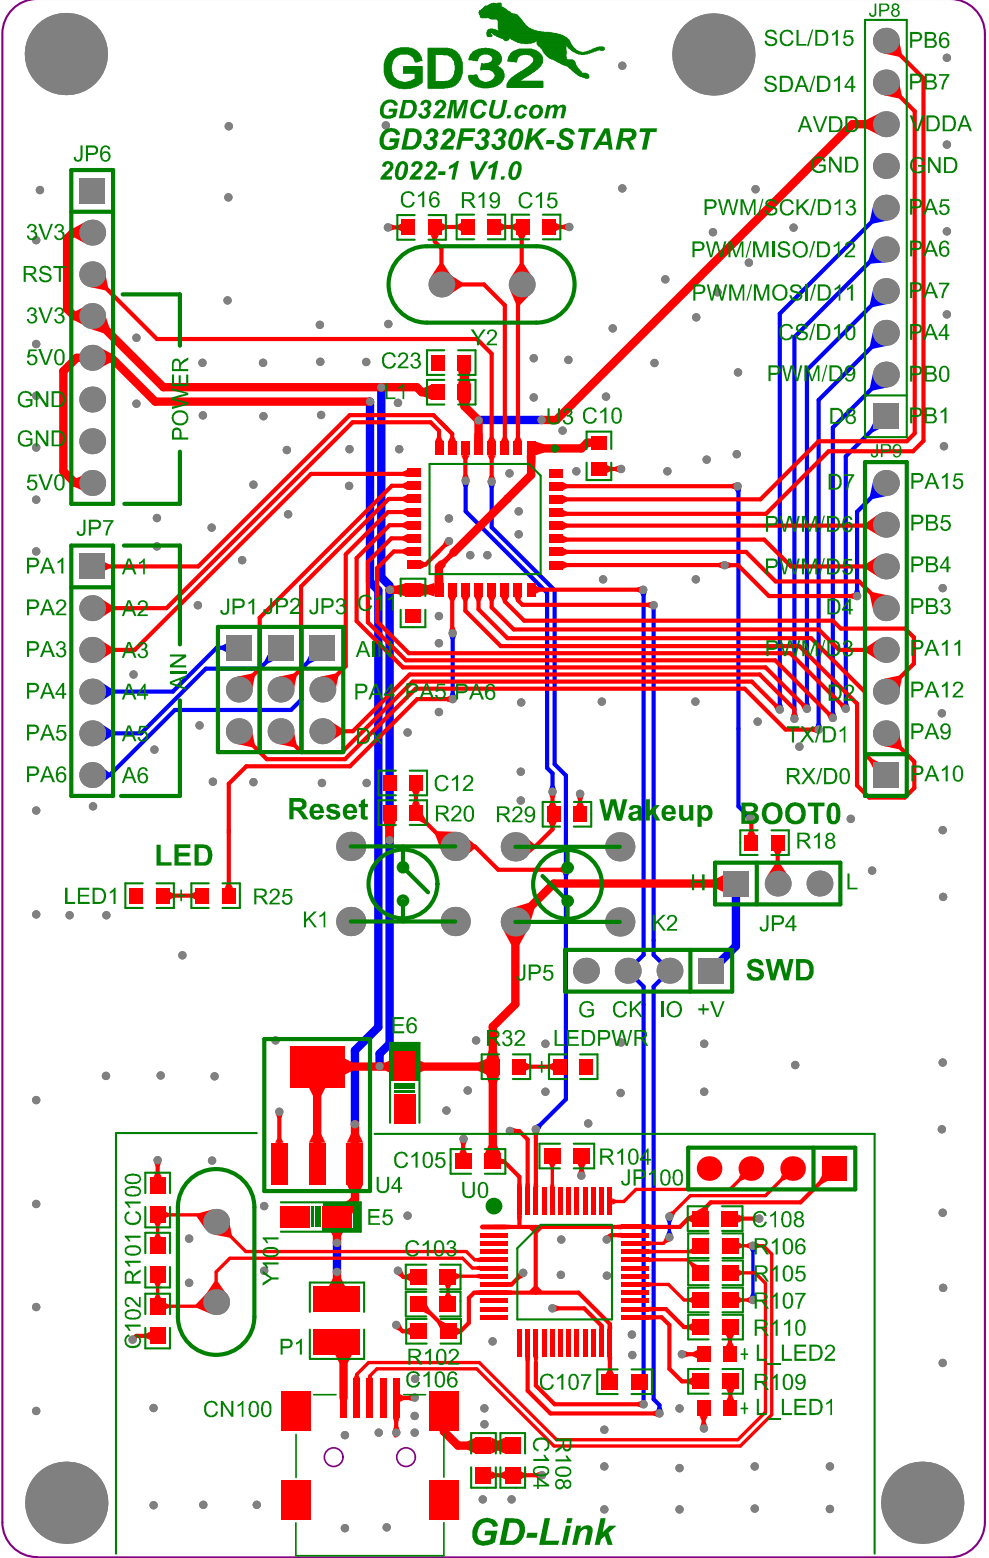 GD32
GD32MCU.com
GD32F330K-START
2022-1 V1.0
JP8
SCL/D15 PB6
SDA/D14 PB7
AVDD VDDA
GND GND
PWM/SCK/D13 PA5
PWM/MISO/D12 PA6
PWM/MOSI/D11 PA7
CS/D10 PA4
PWM/D9 PB0
D8 PB1
JP6
3V3
RST
3V3
5V0
GND
GND
5V0
POWER
C16 R19 C15
Y2
C23
L1
U3 C10
JP9
D7 PA15
PWM/D6 PB5
PWM/D5 PB4
D4 PB3
PWM/D3 PA11
D2 PA12
TX/D1 PA9
RX/D0 PA10
JP7
PA1 A1
PA2 A2
PA3 A3
PA4 A4
PA5 A5
PA6 A6
AIN
JP1 JP2 JP3
PA4 PA5 PA6
C12
Reset R20 R29 Wakeup BOOT0
R18
LED
LED1 + R25
K1 K2
H L
JP4
JP5 SWD
G CK IO +V
E6
R32 LEDPWR
+
C105 R104
U4 U0 JP100
E5
C100
R101
C102
Y101
C103
P1
R102
C106
CN100
C107
C108
R106
R105
R107
R110
+ L_LED2
R109
+ L_LED1
C104
R108
GD-Link